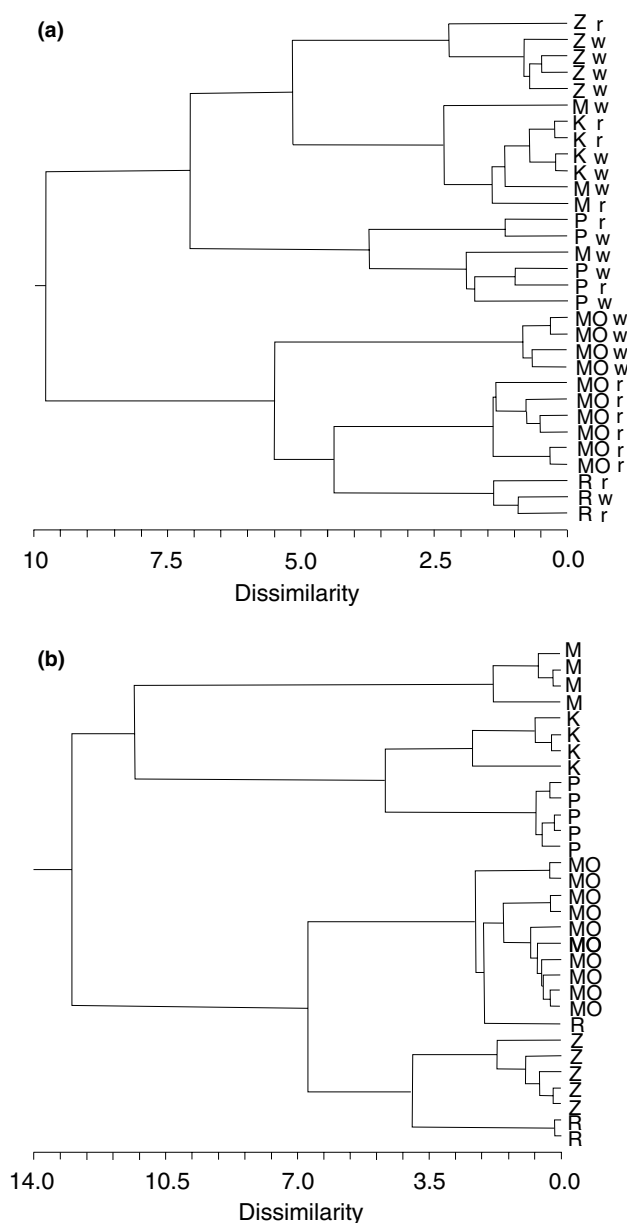 (a)
Z r
Z w
Z w
Z w
Z w
M w
K r
K r
K w
K w
M w
M r
P r
P w
M w
P w
P r
P w
MO w
MO w
MO w
MO w
MO r
MO r
MO r
MO r
MO r
MO r
R r
R w
R r
10 7.5 5.0 2.5 0.0
Dissimilarity
(b)
M
M
M
M
K
K
K
K
P
P
P
P
P
MO
MO
MO
MO
MO
MO
MO
MO
MO
MO
R
Z
Z
Z
Z
Z
R
R
14.0 10.5 7.0 3.5 0.0
Dissimilarity